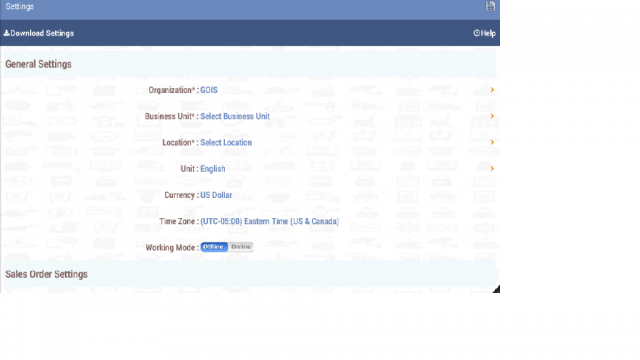 Settings
Download Settings
Help
General Settings
Organization* : GOIS
Business Unit* : Select Business Unit
Location* : Select Location
Unit : English
Currency : US Dollar
Time Zone : (UTC-05:00) Eastern Time (US & Canada)
Working Mode : Offline Online
Sales Order Settings